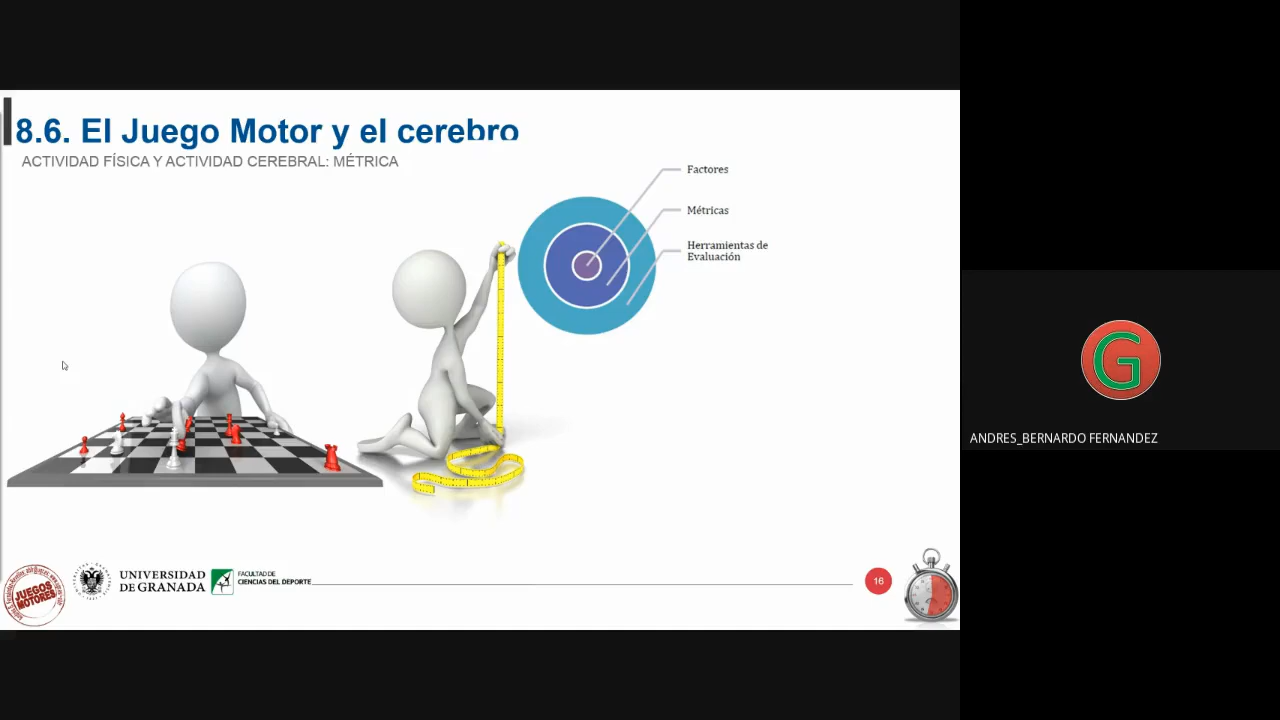 8.6. El Juego Motor y el cerebro
ACTIVIDAD FÍSICA Y ACTIVIDAD CEREBRAL: MÉTRICA
Factores
Métricas
Herramientas de
Evaluación
G
ANDRES_BERNARDO FERNANDEZ
JUEGOS
MOTORES
UNIVERSIDAD
DE GRANADA
FACULTAD DE
CIENCIAS DEL DEPORTE
16